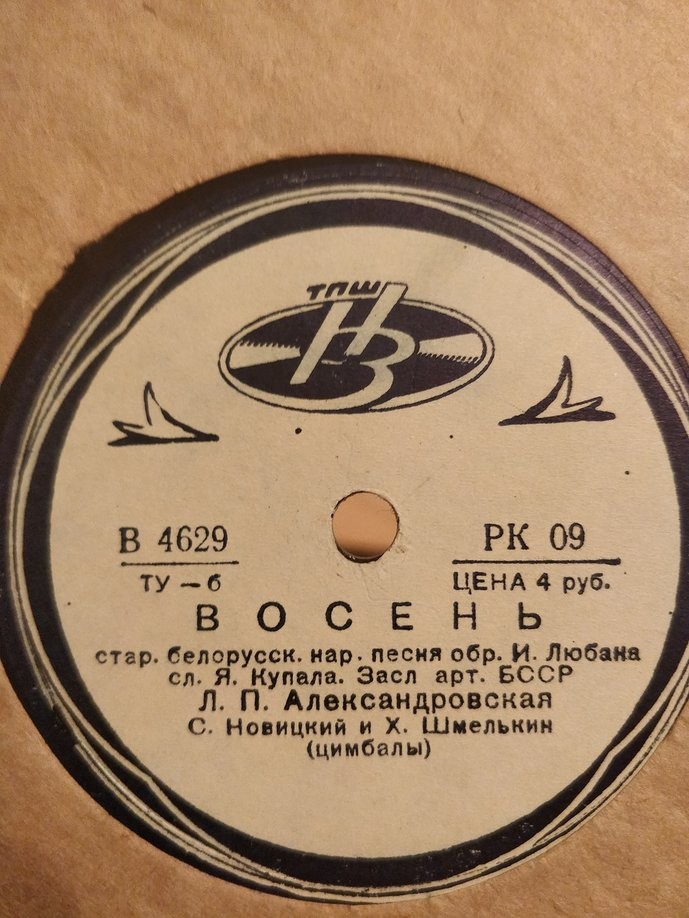 ТПШ
НЗ
В 4629
РК 09
ТУ – б
ЦЕНА 4 руб.
ВОСЕНЬ
стар. белорусск. нар. песня обр. И. Любана
сл. Я. Купала. Засл арт. БССР
Л. П. Александровская
С. Новицкий и Х. Шмелькин
(цимбалы)